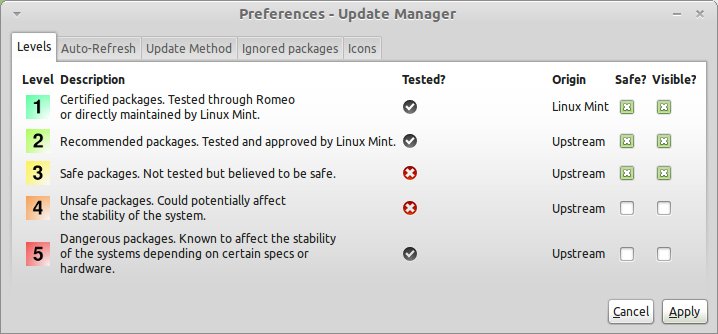 Preferences - Update Manager
Levels Auto-Refresh Update Method Ignored packages Icons
Level Description Tested? Origin Safe? Visible?
1 Certified packages. Tested through Romeo
or directly maintained by Linux Mint. Linux Mint
2 Recommended packages. Tested and approved by Linux Mint. Upstream
3 Safe packages. Not tested but believed to be safe. Upstream
4 Unsafe packages. Could potentially affect
the stability of the system. Upstream
5 Dangerous packages. Known to affect the stability
of the systems depending on certain specs or Upstream
hardware.
Cancel Apply